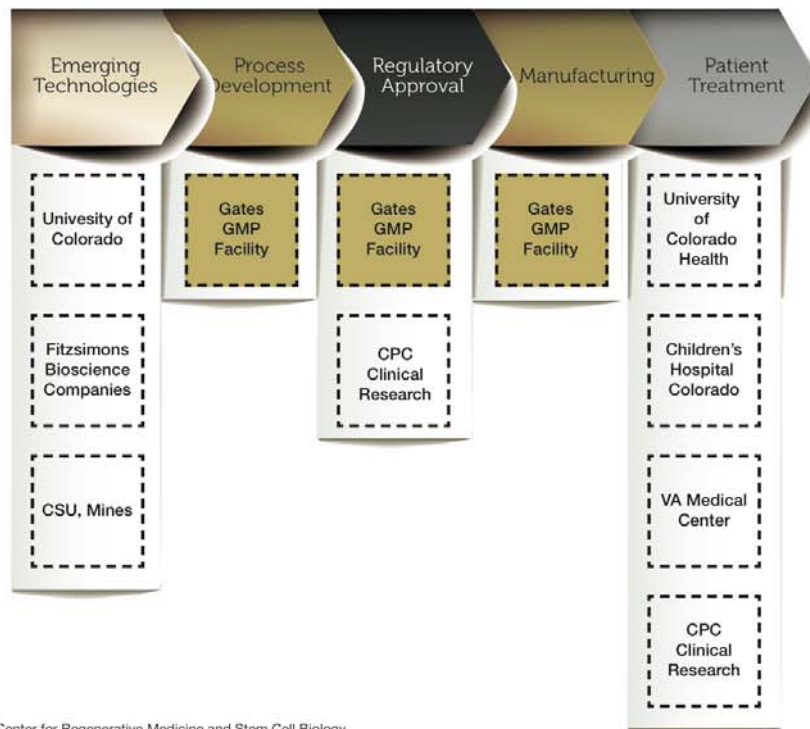 Emerging
Technologies
Process
Development
Regulatory
Approval
Manufacturing
Patient
Treatment
Univesity of
Colorado
Fitzsimons
Bioscience
Companies
CSU, Mines
Gates
GMP
Facility
Gates
GMP
Facility
CPC
Clinical
Research
Gates
GMP
Facility
University
of
Colorado
Health
Children's
Hospital
Colorado
VA Medical
Center
CPC
Clinical
Research
Center for Regenerative Medicine and Stem Cell Biology